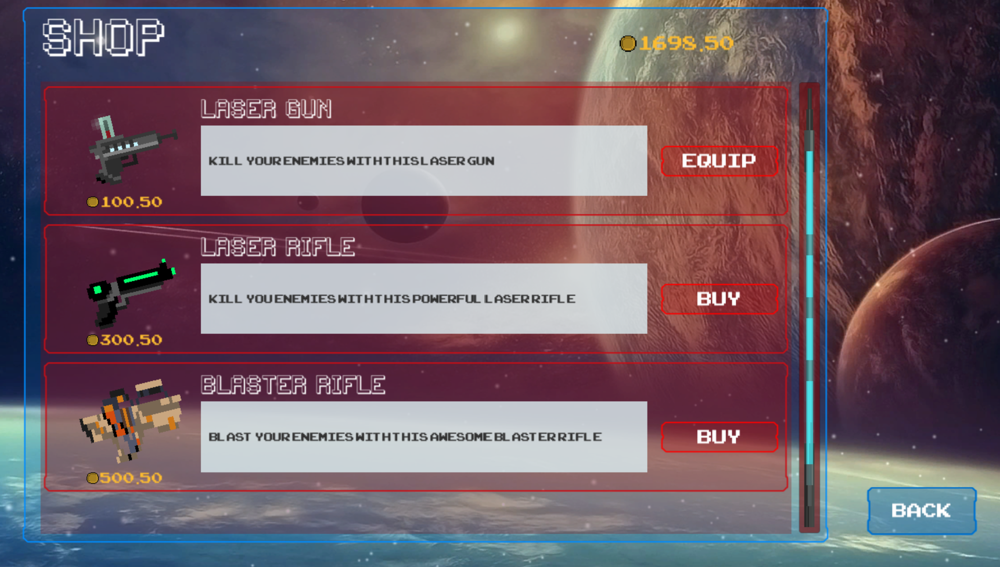 SHOP
1698.50
LASER GUN
KILL YOUR ENEMIES WITH THIS LASER GUN
EQUIP
100.50
LASER RIFLE
KILL YOU ENEMIES WITH THIS POWERFUL LASER RIFLE
BUY
300.50
BLASTER RIFLE
BLAST YOUR ENEMIES WITH THIS AWESOME BLASTER RIFLE
BUY
500.50
BACK